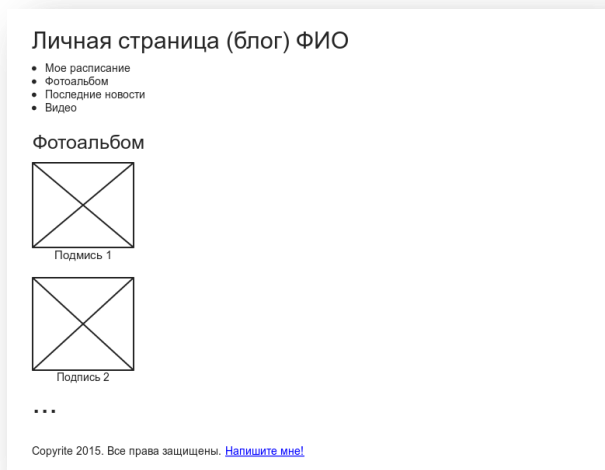 Личная страница (блог) ФИО
Мое расписание
Фотоальбом
Последние новости
Видео
Фотоальбом
Подмись 1
Подпись 2
...
Copyrite 2015. Все права защищены. Напишите мне!